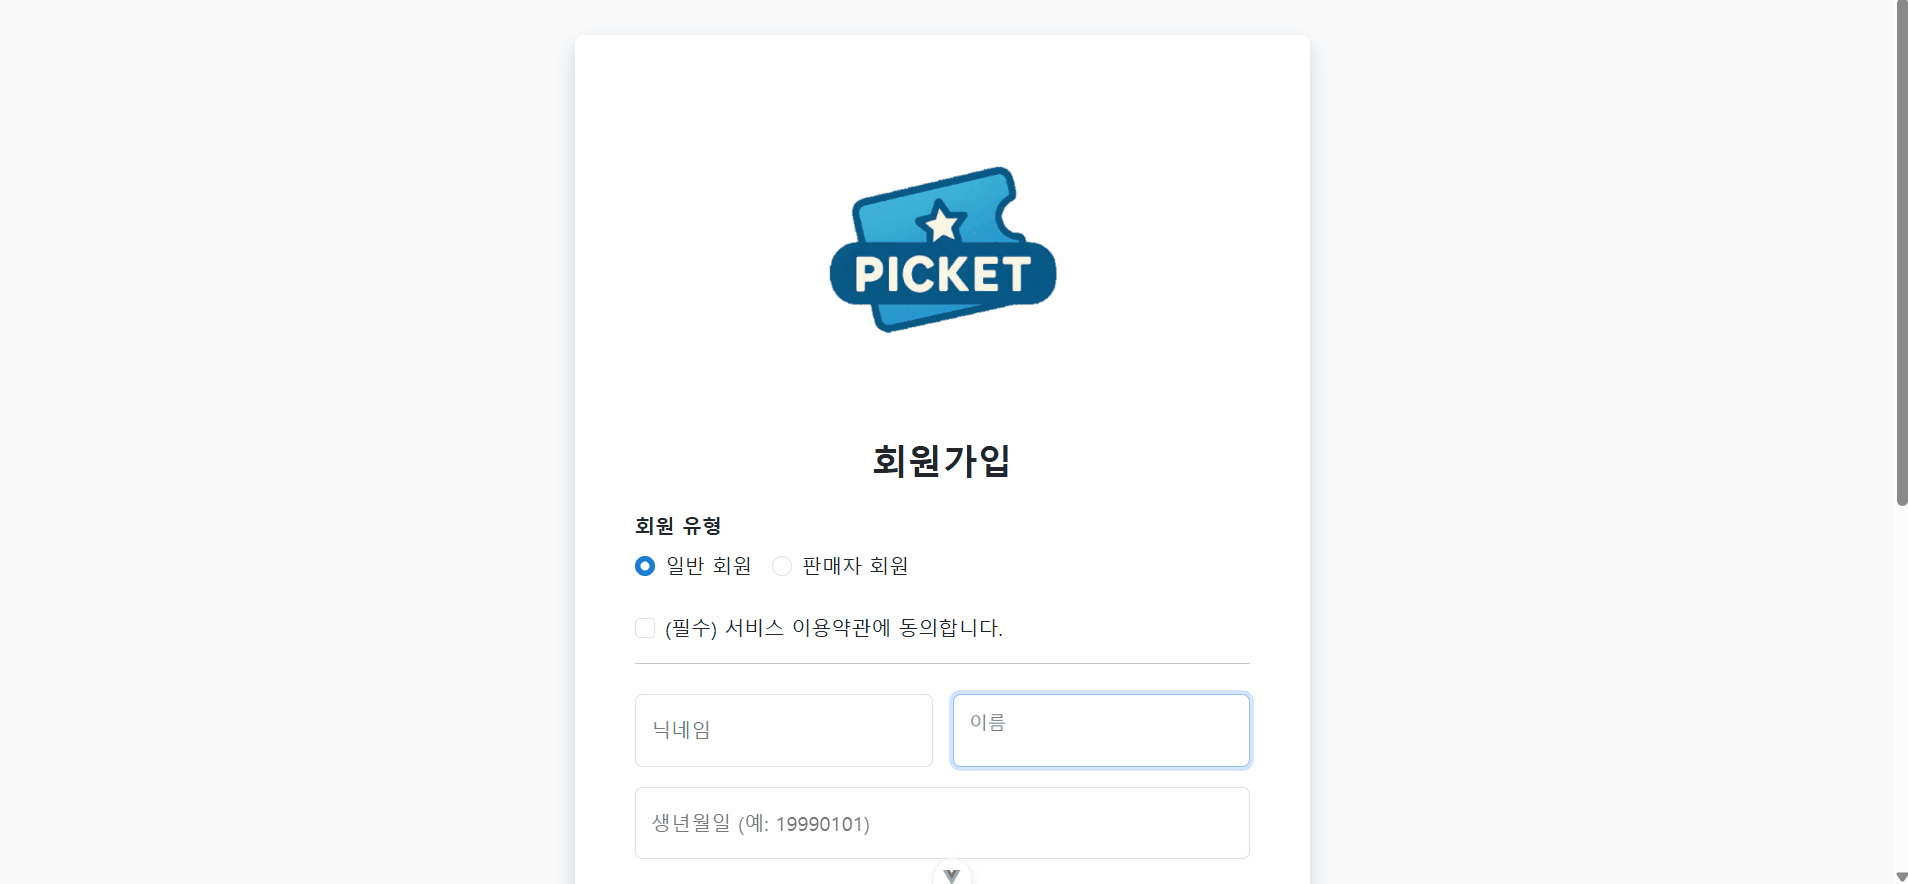 PICKET
회원가입
회원 유형
일반 회원 판매자 회원
(필수) 서비스 이용약관에 동의합니다.
닉네임 이름
생년월일 (예: 19990101)